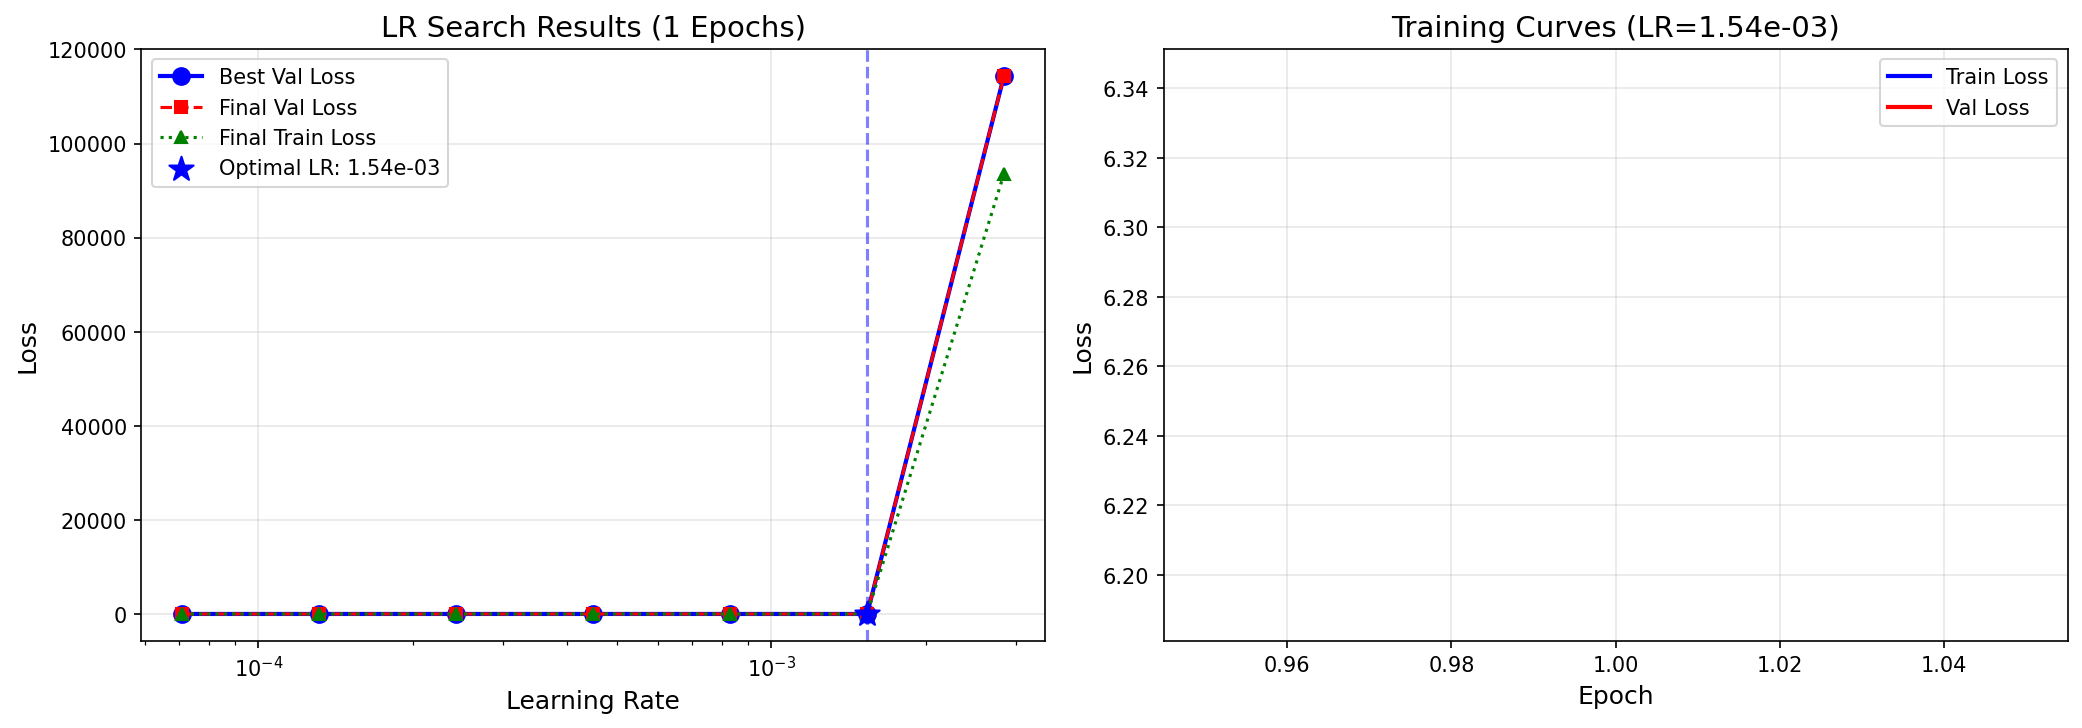 LR Search Results (1 Epochs)
120000
100000
80000
60000
40000
20000
0
Loss
Best Val Loss
Final Val Loss
Final Train Loss
Optimal LR: 1.54e-03
10⁻⁴
10⁻³
Learning Rate
Training Curves (LR=1.54e-03)
6.34
6.32
6.30
6.28
6.26
6.24
6.22
6.20
Loss
Train Loss
Val Loss
0.96
0.98
1.00
1.02
1.04
Epoch